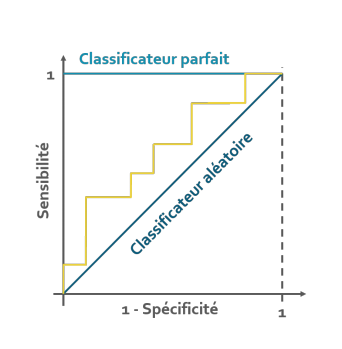 Classificateur parfait
1
Sensibilité
Classificateur aléatoire
1 - Spécificité
1